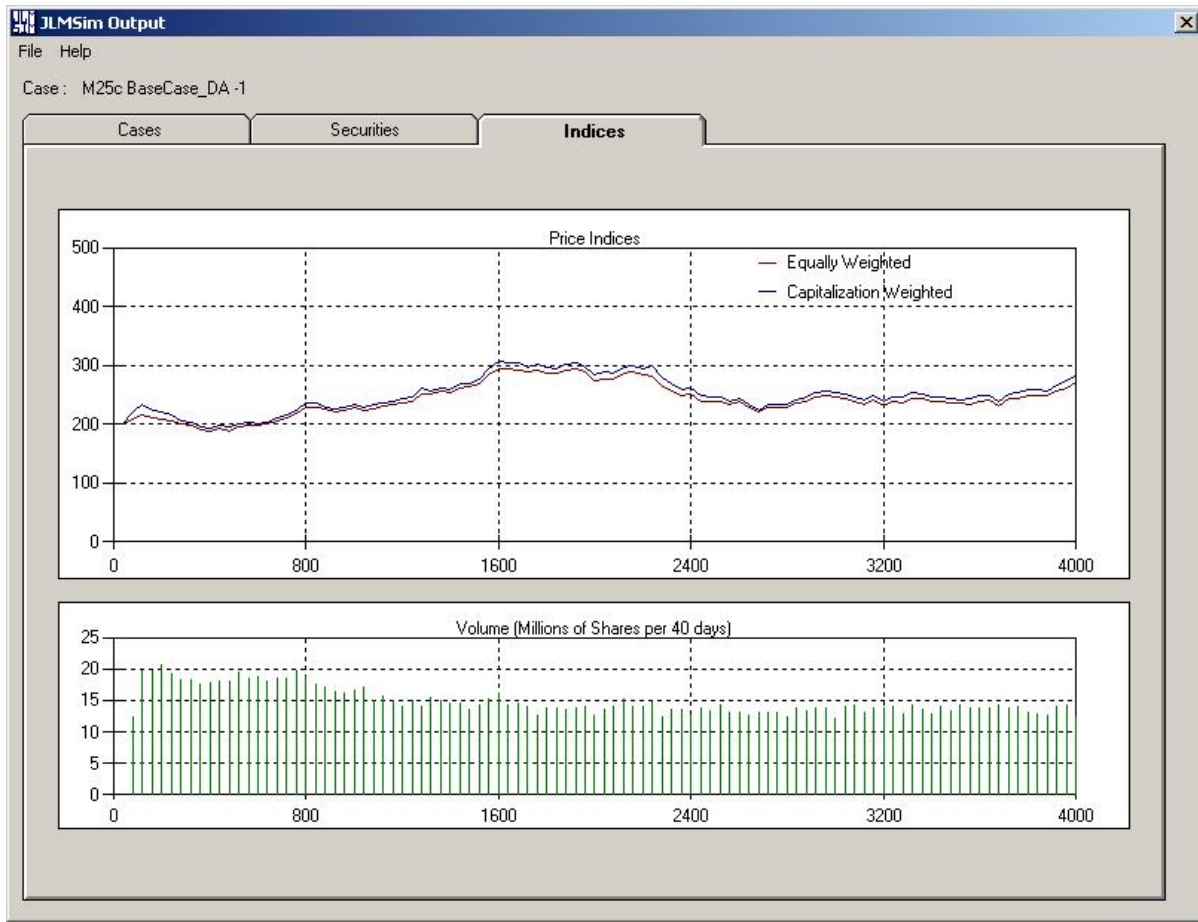 JLMSim Output
File Help
Case : M25c BaseCase_DA -1
Cases Securities Indices
Price Indices
500
400
300
200
100
0
Equally Weighted
Capitalization Weighted
0 800 1600 2400 3200 4000
Volume (Millions of Shares per 40 days)
25
20
15
10
5
0
0 800 1600 2400 3200 4000